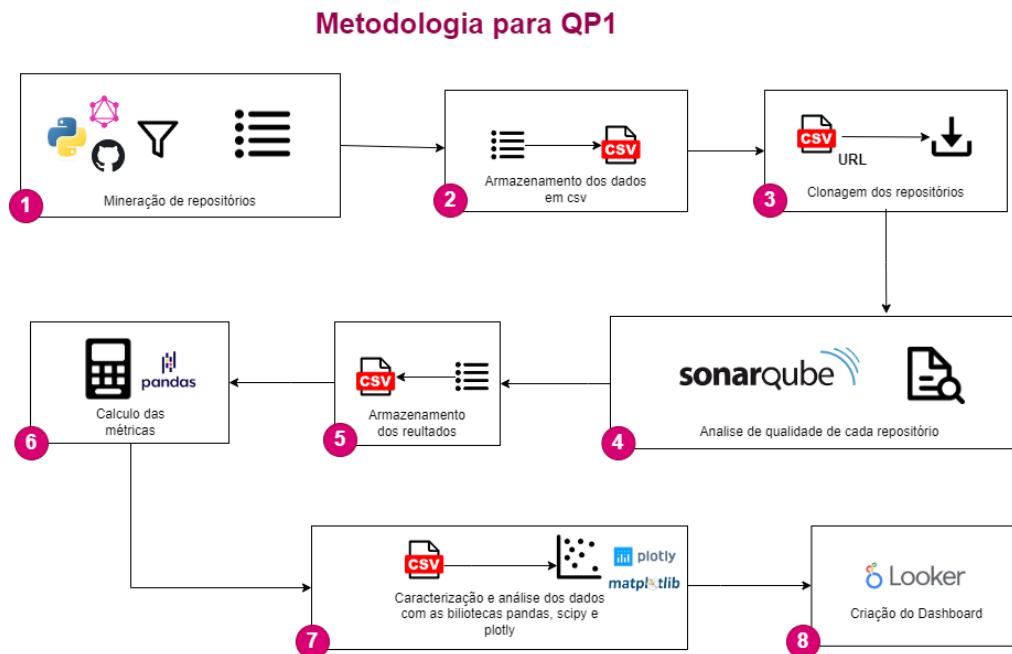 Metodologia para QP1
Mineração de repositórios
1
CSV
Armazenamento dos dados
em csv
2
CSV
URL
Clonagem dos repositórios
3
sonarqube
Analise de qualidade de cada repositório
4
CSV
Armazenamento
dos reultados
5
pandas
Calculo das
métricas
6
CSV
plotly
matplotlib
Caracterização e análise dos dados
com as biliotecas pandas, scipy e
plotly
7
Looker
Criação do Dashboard
8